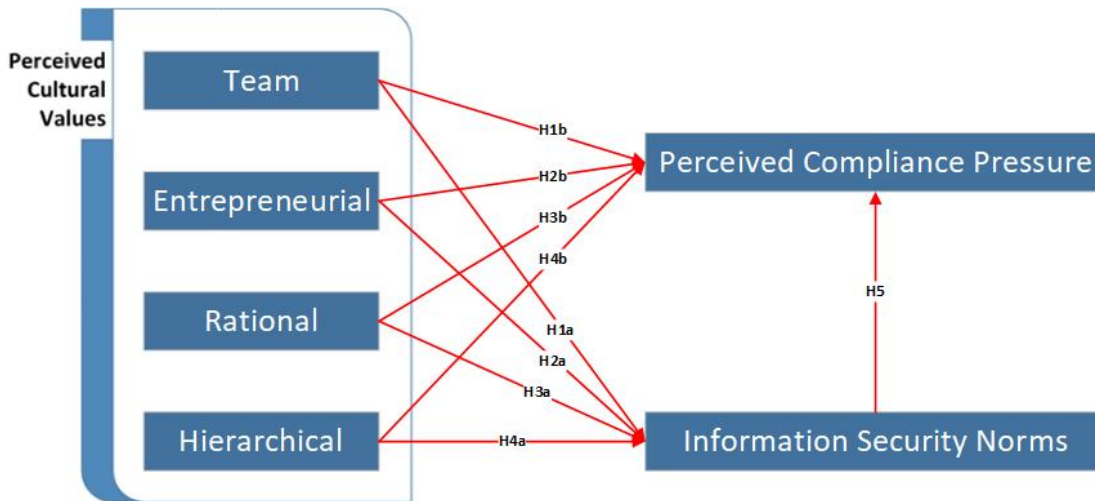 Perceived
Cultural
Values
Team
Entrepreneurial
Rational
Hierarchical
H1b
H2b
H3b
H4b
H1a
H2a
H3a
H4a
Perceived Compliance Pressure
H5
Information Security Norms